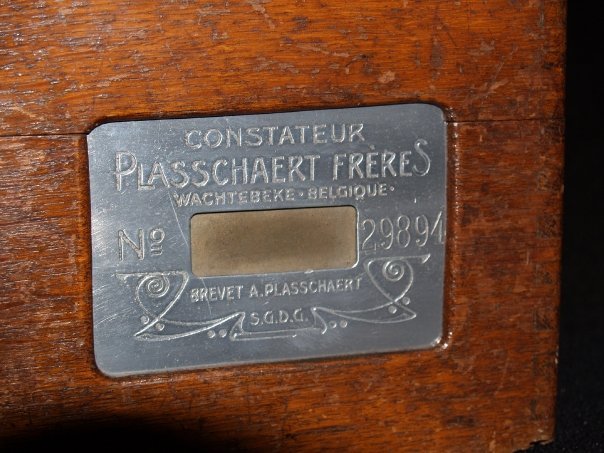 CONSTATEUR
PLASSCHAERT FRÈRES
WACHTEBEKE · BELGIQUE ·
Nº 29894
BREVET A. PLASSCHAERT
S.G.D.G.